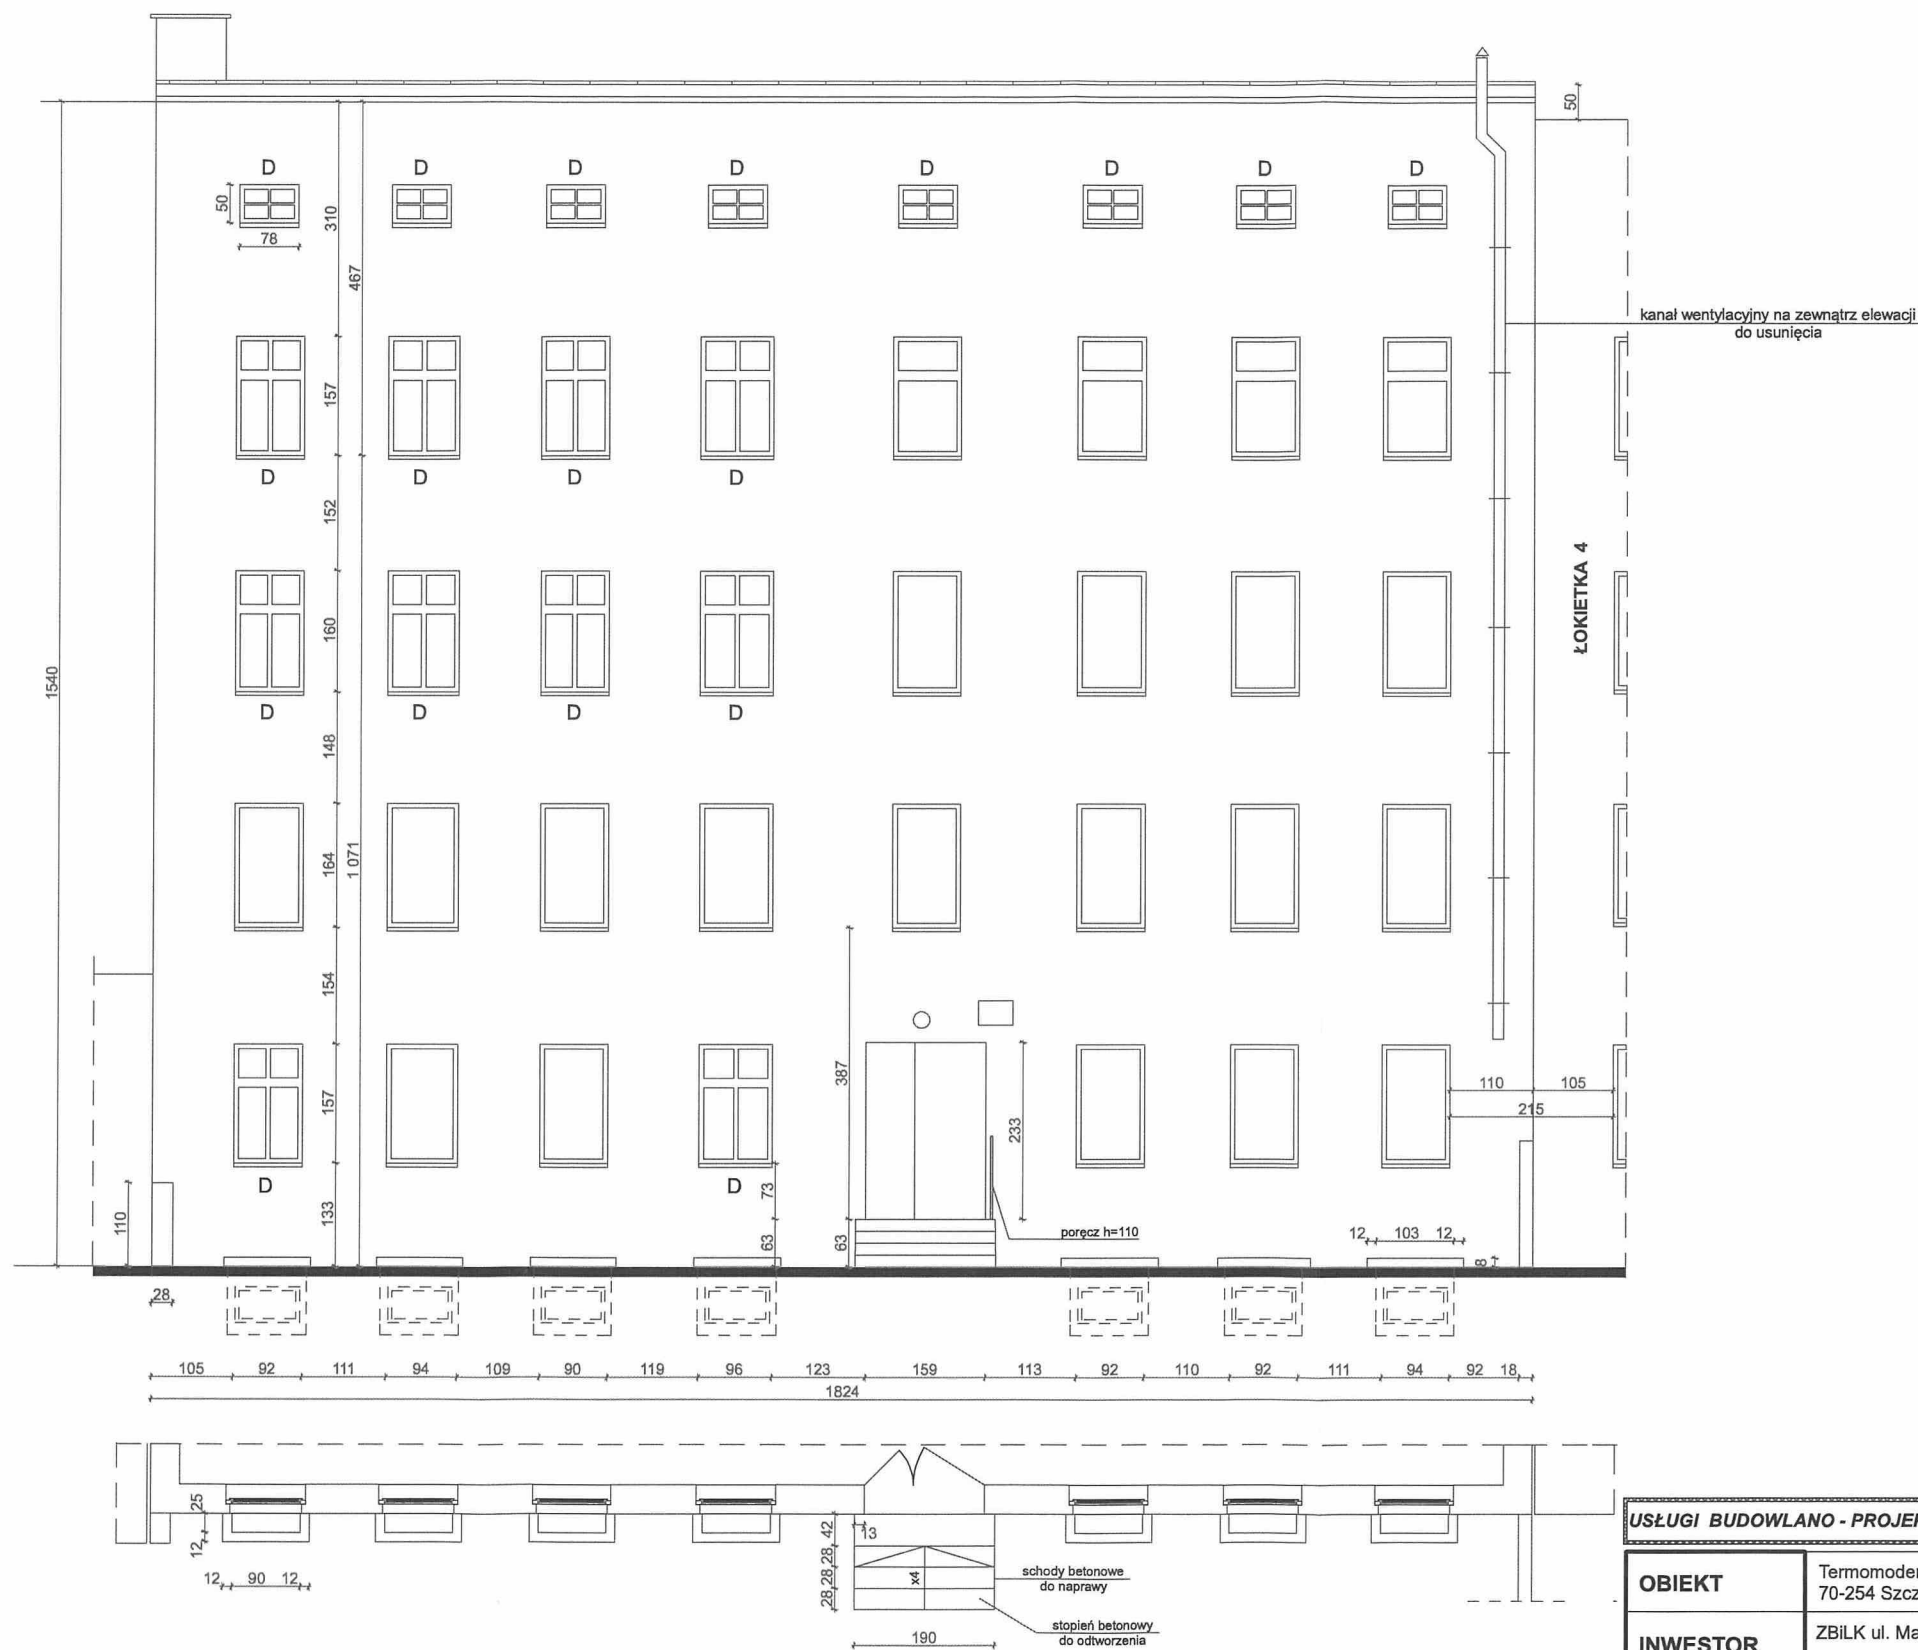 50
D D D D D D D D
50
78
310
467
kanał wentylacyjny na zewnątrz elewacji
do usunięcia
157
D D D D
152
ŁOKIETKA 4
160
1540
D D D D
148
164
1 071
154
387
157
233
110 105
215
D D
73
133
110
63
63
poręcz h=110
12 103 12
8
28
105 92 111 94 109 90 119 96 123 159 113 92 110 92 111 94 92 18
1824
25
12
12 90 12
42
13
28
28
28
x4
schody betonowe
do naprawy
stopień betonowy
do odtworzenia
190
USŁUGI BUDOWLANO - PROJE
OBIEKT
Termomoder
70-254 Szcz
INWESTOR
ZBiLK ul. Ma